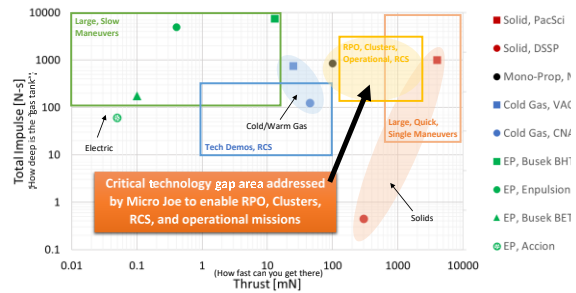 Total Impulse [N-s]
"How deep is the "gas tank";
10000
1000
100
10
1
0.1
Large, Slow
Maneuvers
RPO, Clusters,
Operational, RCS
Cold/Warm Gas
Electric
Tech Demos, RCS
Large, Quick,
Single Maneuvers
Critical technology gap area addressed
by Micro Joe to enable RPO, Clusters,
RCS, and operational missions
Solids
0.01 0.1 1 10 100 1000 10000
(How fast can you get there)
Thrust [mN]
Solid, PacSci
Solid, DSSP
Mono-Prop, M
Cold Gas, VAC
Cold Gas, CNA
EP, Busek BHT
EP, Enpulsion
EP, Busek BET
EP, Accion